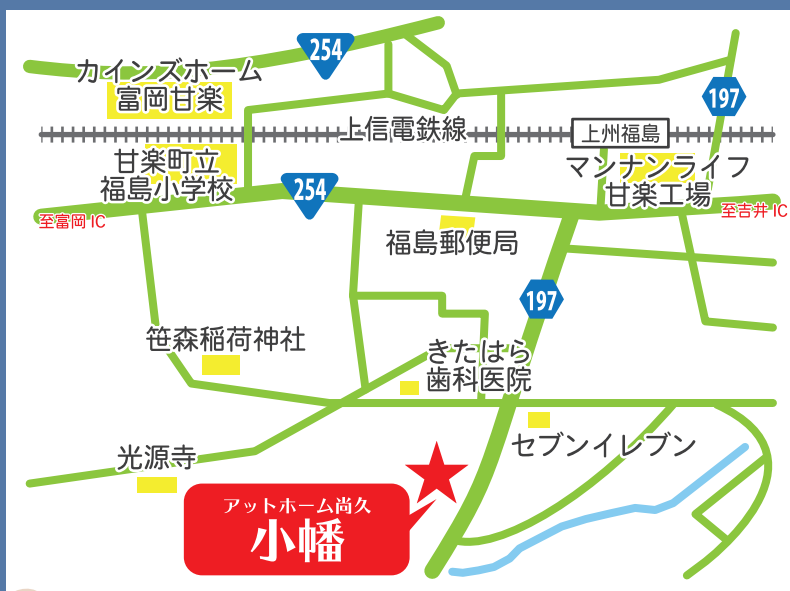 254
カインズホーム
富岡甘楽
197
上信電鉄線
上州福島
甘楽町立
福島小学校
マンナンライフ
甘楽工場
254
至富岡IC
至吉井IC
福島郵便局
197
笹森稲荷神社
きたはら
歯科医院
セブンイレブン
光源寺
アットホーム尚久
小幡